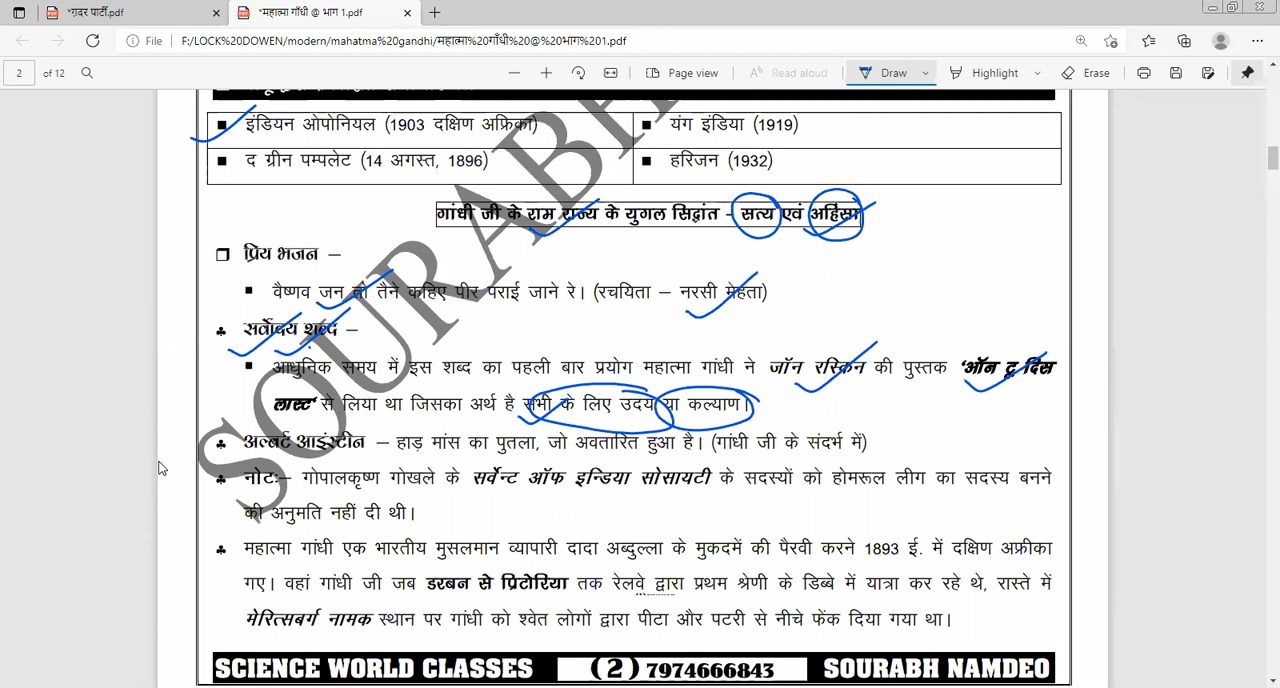 *ग़दर पार्टी.pdf
*महात्मा गाँधी @ भाग 1.pdf
File F:/LOCK%20DOWEN/modern/mahatma%20gandhi/महात्मा%20गाँधी%20@%20भाग%201.pdf
2 of 12 Page view Read aloud Draw Highlight Erase
■ इंडियन ओपोनियल (1903 दक्षिण अफ्रिका) ■ यंग इंडिया (1919)
■ द ग्रीन पम्पलेट (14 अगस्त, 1896) ■ हरिजन (1932)
गांधी जी के राम राज्य के युगल सिद्वांत – सत्य एवं अहिंसा
❒ प्रिय भजन –
▪ वैष्णव जन तो तैने कहिए पीर पराई जाने रे। (रचयिता – नरसी मेहता)
♣ सर्वोदय शब्द –
▪ आधुनिक समय में इस शब्द का पहली बार प्रयोग महात्मा गांधी ने जॉन रस्किन की पुस्तक ‘ऑन टू दिस
लास्ट‘ से लिया था जिसका अर्थ है सभी के लिए उदय या कल्याण।
♣ अल्बर्ट आइंस्टीन – हाड़ मांस का पुतला, जो अवतारित हुआ है। (गांधी जी के संदर्भ में)
♣ नोटः– गोपालकृष्ण गोखले के सर्वेन्ट ऑफ इन्डिया सोसायटी के सदस्यों को होमरूल लीग का सदस्य बनने
की अनुमति नहीं दी थी।
♣ महात्मा गांधी एक भारतीय मुसलमान व्यापारी दादा अब्दुल्ला के मुकदमें की पैरवी करने 1893 ई. में दक्षिण अफ्रीका
गए। वहां गांधी जी जब डरबन से प्रिटोरिया तक रेलवे द्वारा प्रथम श्रेणी के डिब्बे में यात्रा कर रहे थे, रास्ते में
मेरित्सबर्ग नामक स्थान पर गांधी को श्वेत लोगों द्वारा पीटा और पटरी से नीचे फेंक दिया गया था।
SCIENCE WORLD CLASSES (2) 7974666843 SOURABH NAMDEO
SOURABH